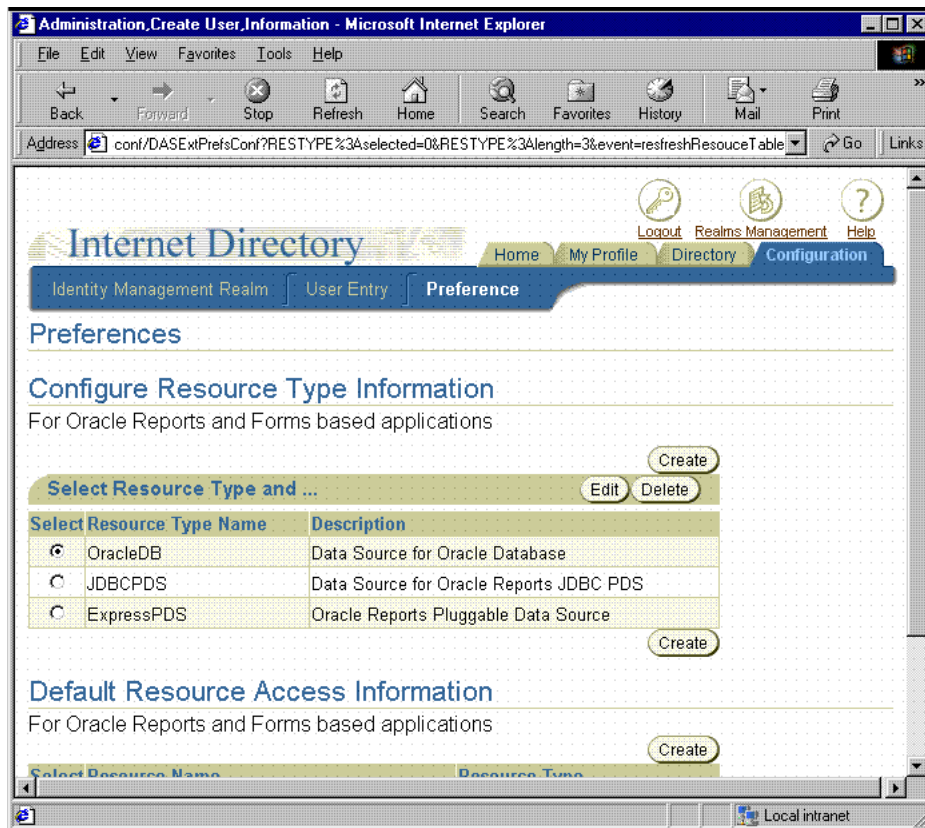 Administration,Create User,Information - Microsoft Internet Explorer
File Edit View Favorites Tools Help
Back Forward Stop Refresh Home Search Favorites History Mail Print »
Address conf/DASExtPrefsConf?RESTYPE%3Aselected=0&RESTYPE%3Alength=3&event=resfreshResouceTable Go Links
Logout Realms Management Help
Internet Directory
Home My Profile Directory Configuration
Identity Management Realm User Entry Preference
Preferences
Configure Resource Type Information
For Oracle Reports and Forms based applications
Create
Select Resource Type and ... Edit Delete
Select Resource Type Name Description
OracleDB Data Source for Oracle Database
JDBCPDS Data Source for Oracle Reports JDBC PDS
ExpressPDS Oracle Reports Pluggable Data Source
Create
Default Resource Access Information
For Oracle Reports and Forms based applications
Create
Select Resource Name Resource Type
Local intranet